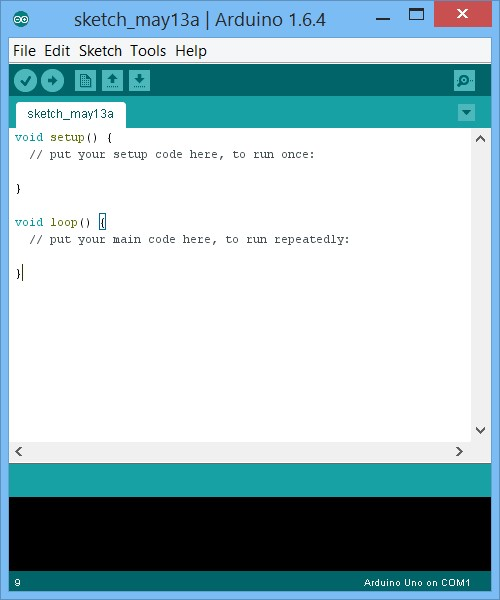 sketch_may13a | Arduino 1.6.4
File Edit Sketch Tools Help
sketch_may13a
void setup() {
  // put your setup code here, to run once:
}
void loop() {
  // put your main code here, to run repeatedly:
}
9 Arduino Uno on COM1